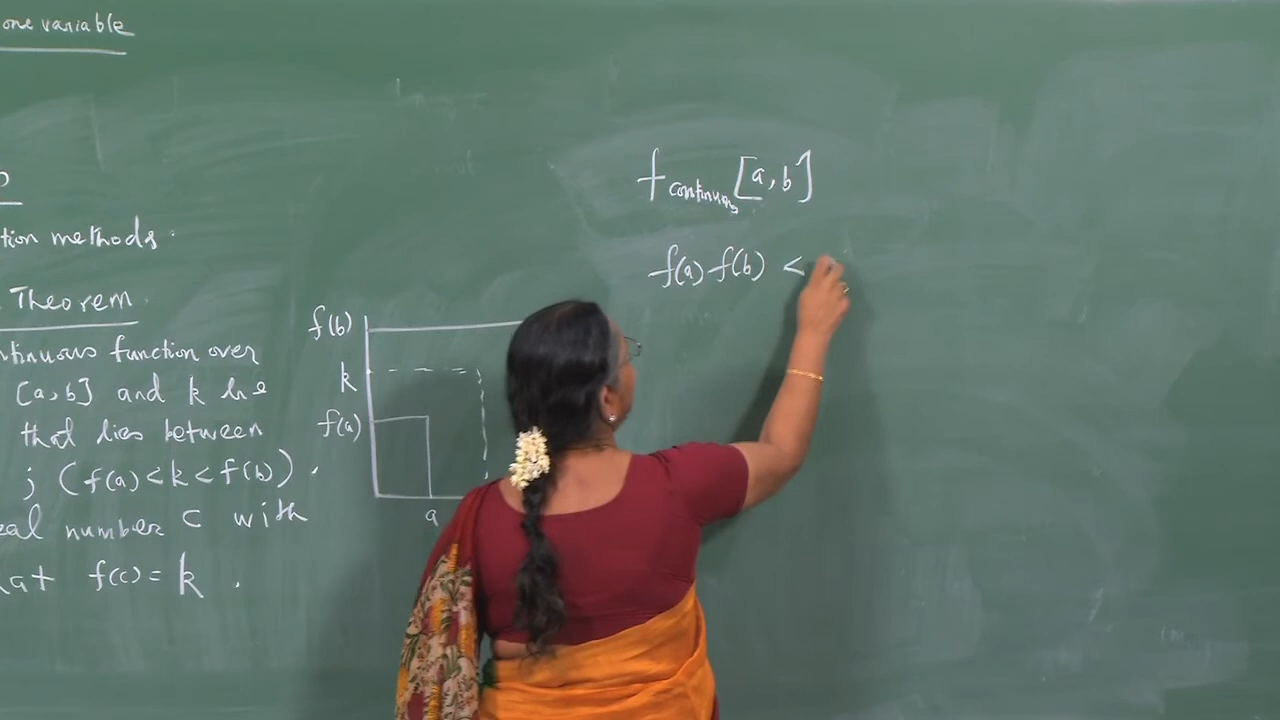 one variable
tion methods.
Theorem.
ntinuous function over
[a,b] and k be
that lies between
; (f(a)<k<f(b)).
eal number c with
at f(c)=k.
f(b)
k
f(a)
a
f continuous [a,b]
f(a) f(b) <